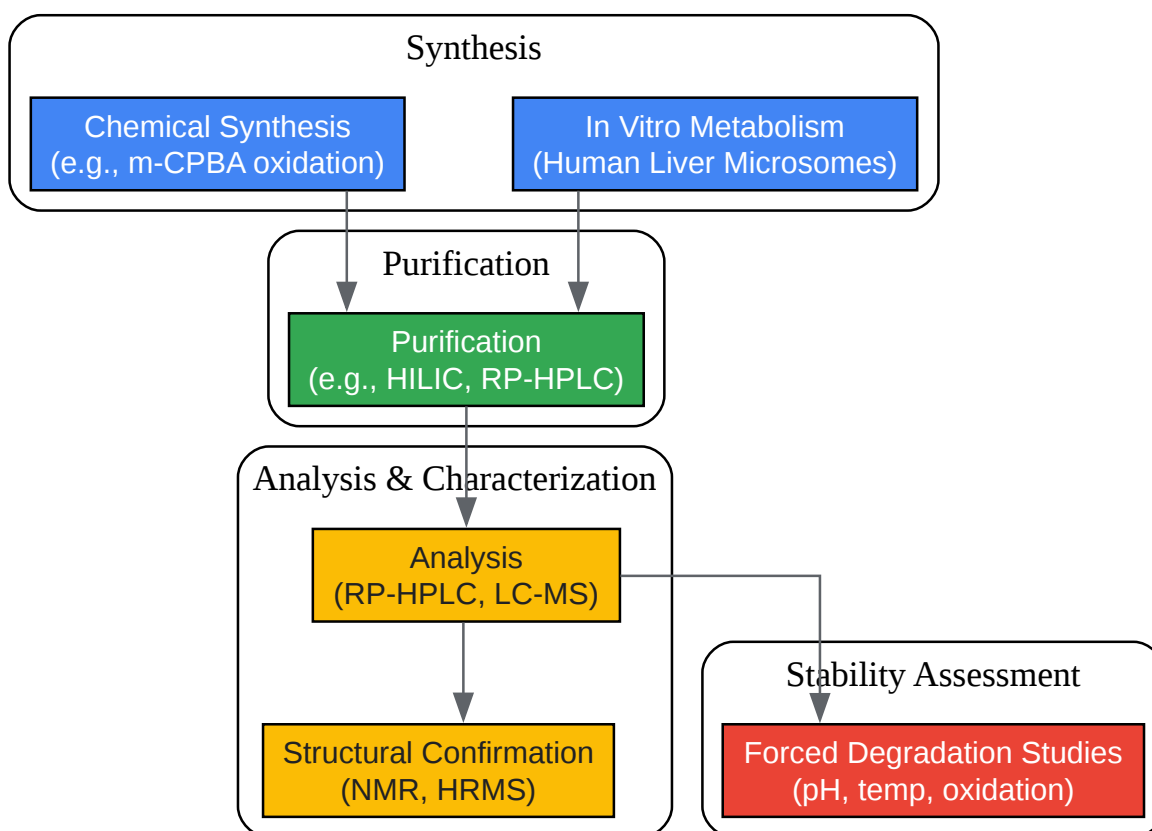 Synthesis
Chemical Synthesis
(e.g., m-CPBA oxidation)
In Vitro Metabolism
(Human Liver Microsomes)
Purification
Purification
(e.g., HILIC, RP-HPLC)
Analysis & Characterization
Analysis
(RP-HPLC, LC-MS)
Structural Confirmation
(NMR, HRMS)
Stability Assessment
Forced Degradation Studies
(pH, temp, oxidation)